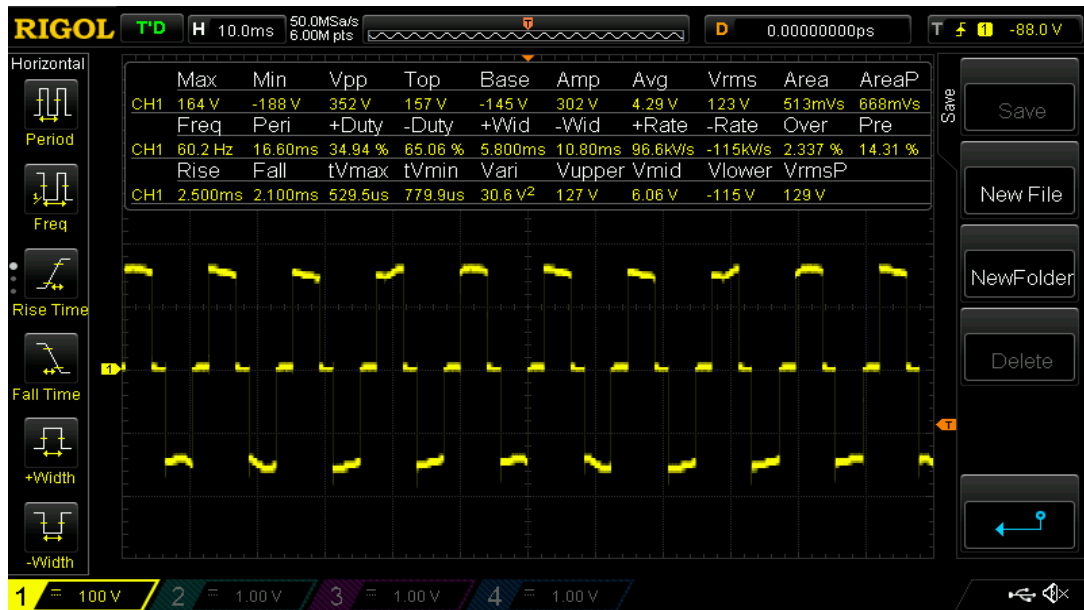 RIGOL T'D H 10.0ms 50.0MSa/s 6.00M pts T D 0.00000000ps T 1 -88.0 V
Horizontal
Period
Freq
Rise Time
Fall Time
+Width
-Width
Max Min Vpp Top Base Amp Avg Vrms Area AreaP
CH1 164 V -188 V 352 V 157 V -145 V 302 V 4.29 V 123 V 513mVs 668mVs
Freq Peri +Duty -Duty +Wid -Wid +Rate -Rate Over Pre
CH1 60.2 Hz 16.60ms 34.94 % 65.06 % 5.800ms 10.80ms 96.6kV/s -115kV/s 2.337 % 14.31 %
Rise Fall tVmax tVmin Vari Vupper Vmid Vlower VrmsP
CH1 2.500ms 2.100ms 529.5us 779.9us 30.6 V² 127 V 6.06 V -115 V 129 V
1
T
Save
Save
New File
NewFolder
Delete
1 = 100 V 2 = 1.00 V 3 = 1.00 V 4 = 1.00 V